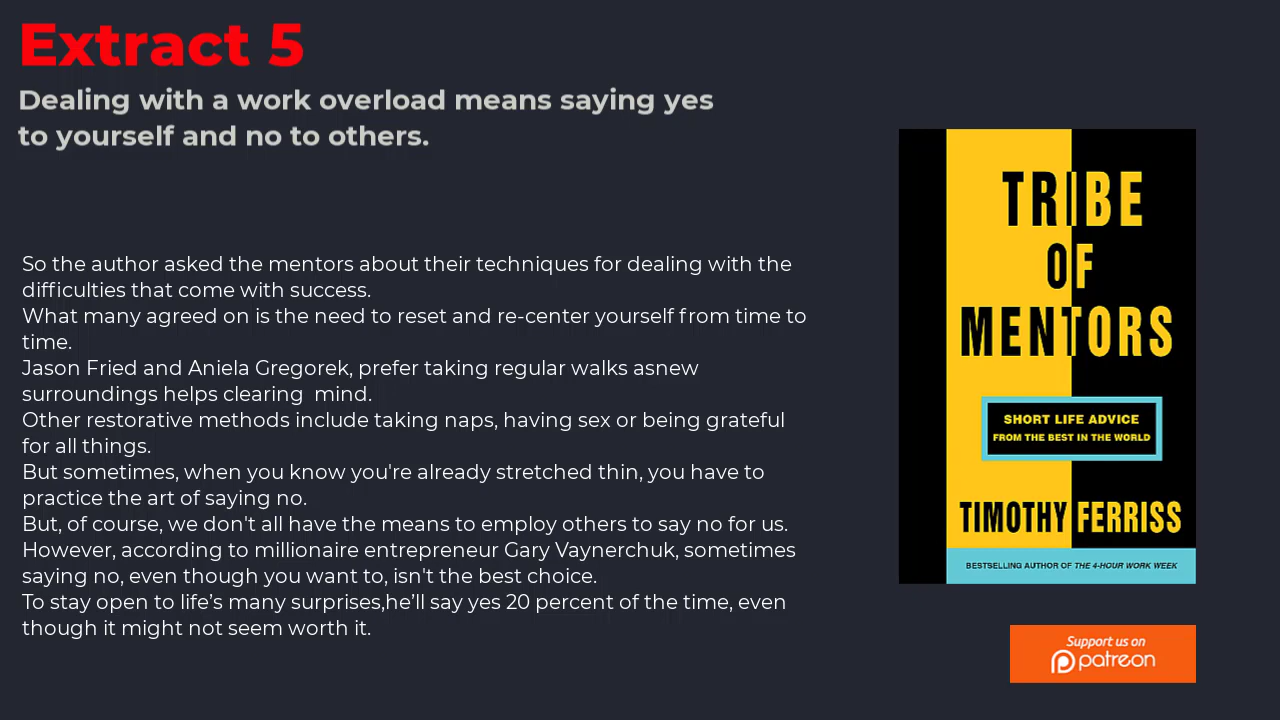 Extract 5
Dealing with a work overload means saying yes
to yourself and no to others.
So the author asked the mentors about their techniques for dealing with the
difficulties that come with success.
What many agreed on is the need to reset and re-center yourself from time to
time.
Jason Fried and Aniela Gregorek, prefer taking regular walks asnew
surroundings helps clearing  mind.
Other restorative methods include taking naps, having sex or being grateful
for all things.
But sometimes, when you know you're already stretched thin, you have to
practice the art of saying no.
But, of course, we don't all have the means to employ others to say no for us.
However, according to millionaire entrepreneur Gary Vaynerchuk, sometimes
saying no, even though you want to, isn't the best choice.
To stay open to life’s many surprises,he’ll say yes 20 percent of the time, even
though it might not seem worth it.
TRIBE
OF
MENTORS
SHORT LIFE ADVICE
FROM THE BEST IN THE WORLD
TIMOTHY FERRISS
BESTSELLING AUTHOR OF THE 4-HOUR WORK WEEK
Support us on
patreon